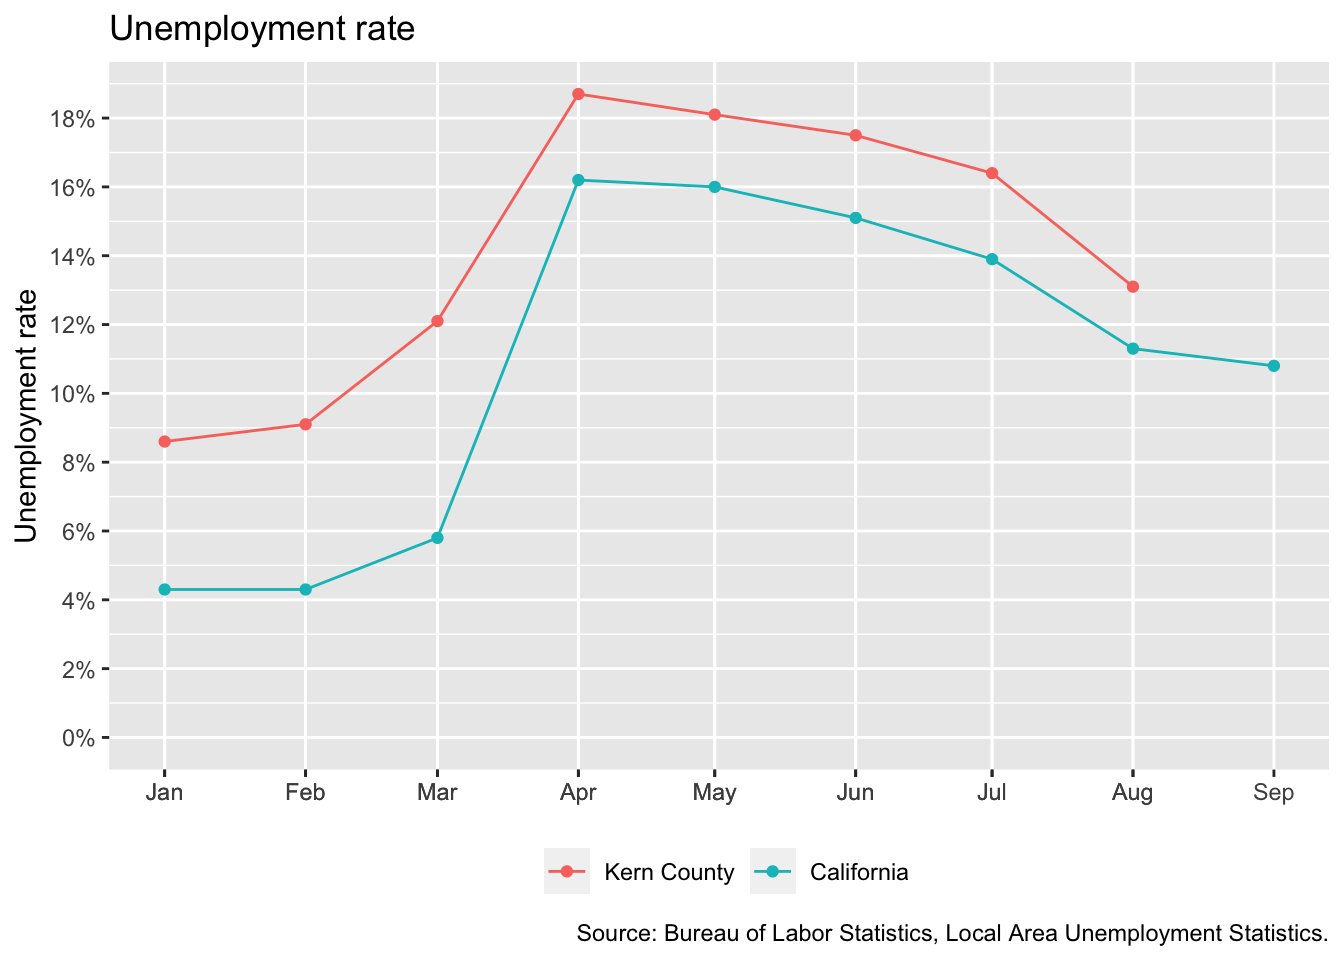 Unemployment rate
Unemployment rate
18%
16%
14%
12%
10%
8%
6%
4%
2%
0%
Jan Feb Mar Apr May Jun Jul Aug Sep
Kern County California
Source: Bureau of Labor Statistics, Local Area Unemployment Statistics.